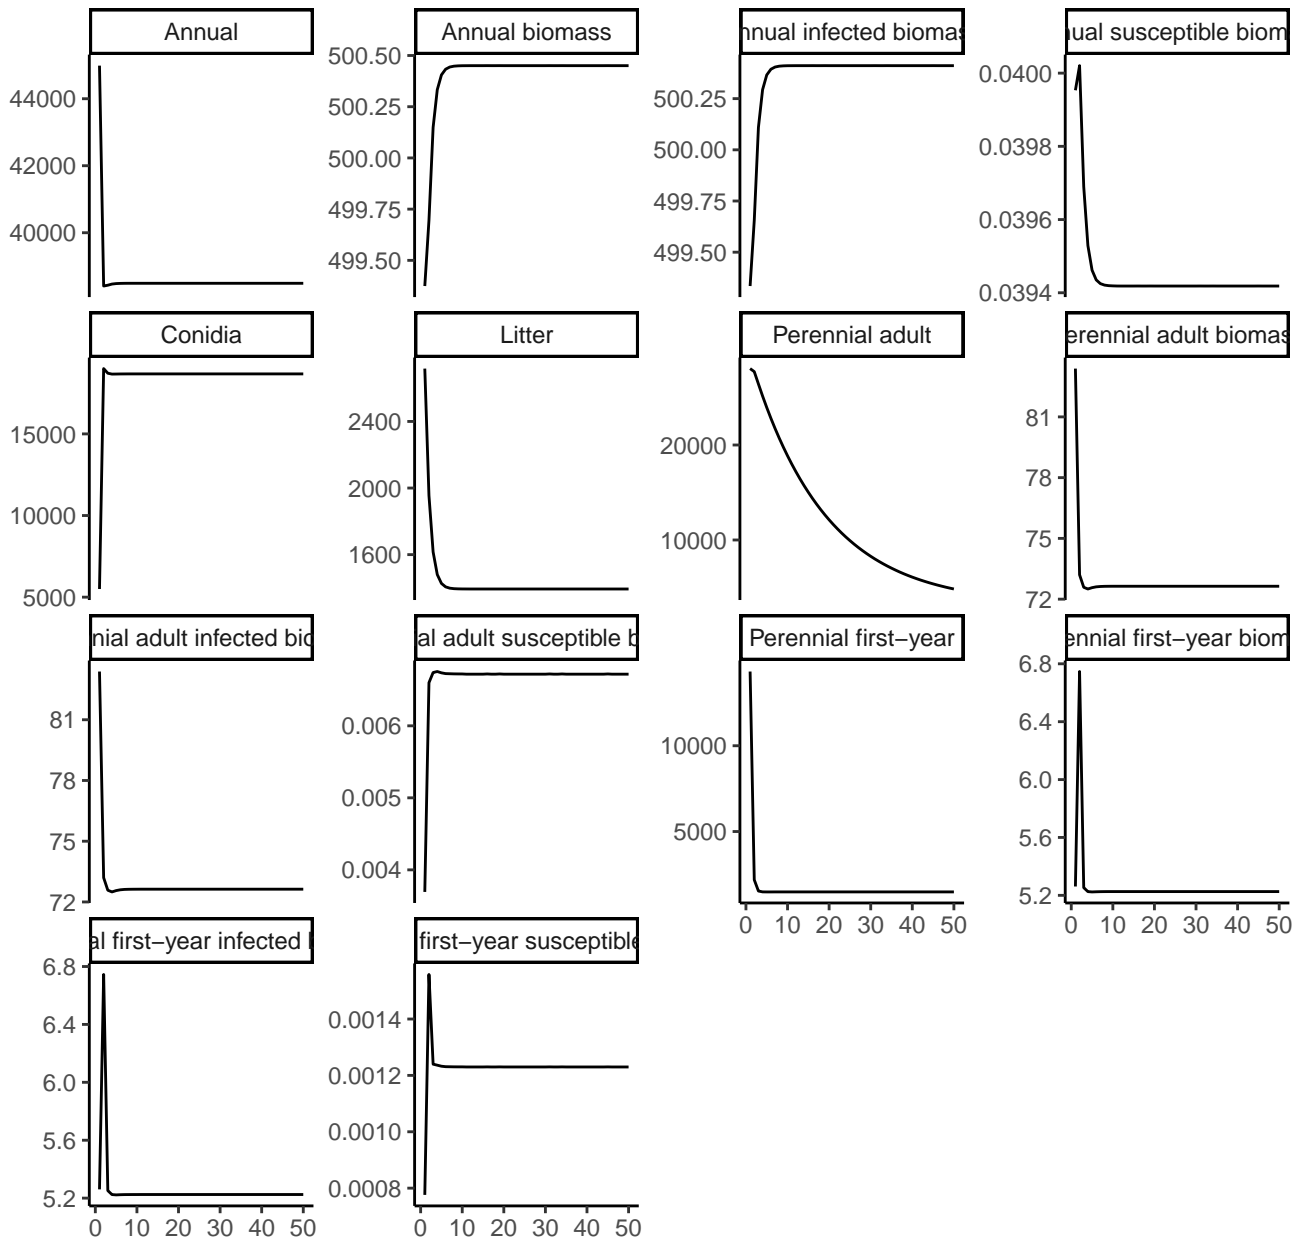 Annual
Annual biomass
nnual infected biomas
ual susceptible biom
44000
42000
40000
500.50
500.25
500.00
499.75
499.50
500.25
500.00
499.75
499.50
0.0400
0.0398
0.0396
0.0394
Conidia
Litter
Perennial adult
erennial adult biomas
15000
10000
5000
2400
2000
1600
20000
10000
81
78
75
72
nial adult infected bio
al adult susceptible b
Perennial first−year
ennial first−year biom
81
78
75
72
0.006
0.005
0.004
10000
5000
0 10 20 30 40 50
6.8
6.4
6.0
5.6
5.2
0 10 20 30 40 50
al first−year infected
first−year susceptible
6.8
6.4
6.0
5.6
5.2
0 10 20 30 40 50
0.0014
0.0012
0.0010
0.0008
0 10 20 30 40 50